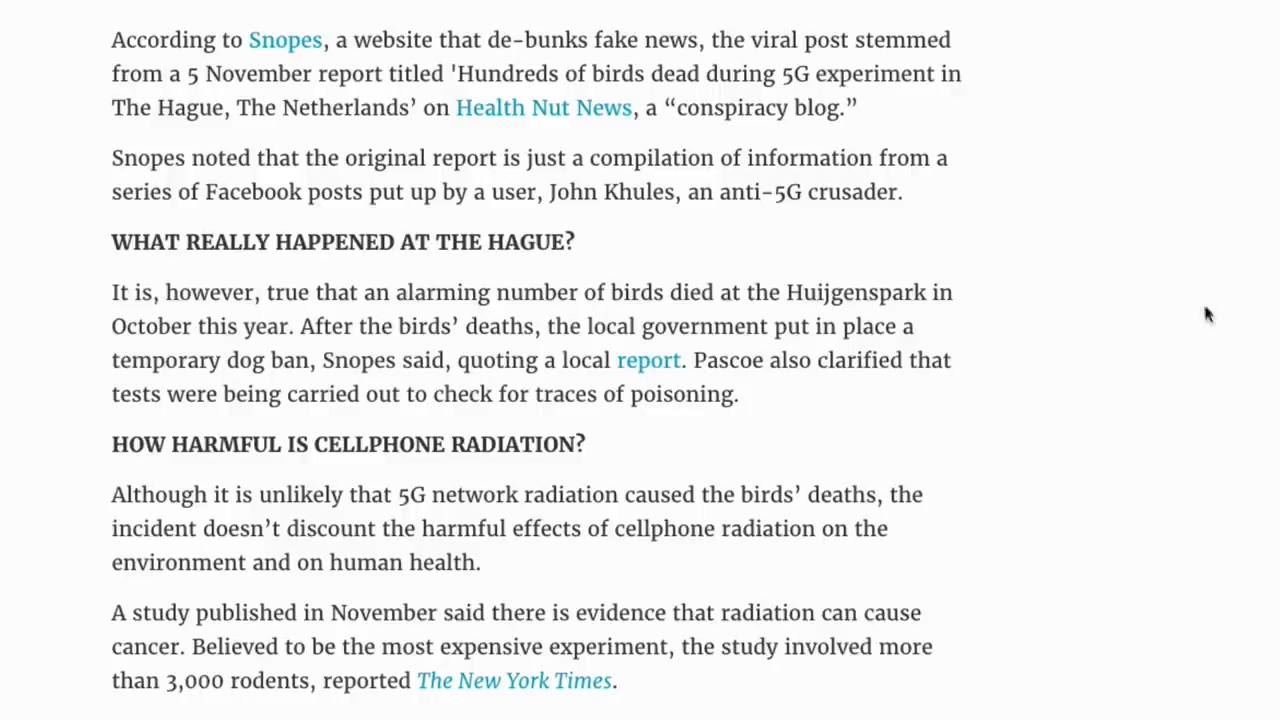 According to Snopes, a website that de-bunks fake news, the viral post stemmed
from a 5 November report titled 'Hundreds of birds dead during 5G experiment in
The Hague, The Netherlands’ on Health Nut News, a “conspiracy blog.”
Snopes noted that the original report is just a compilation of information from a
series of Facebook posts put up by a user, John Khules, an anti-5G crusader.
WHAT REALLY HAPPENED AT THE HAGUE?
It is, however, true that an alarming number of birds died at the Huijgenspark in
October this year. After the birds’ deaths, the local government put in place a
temporary dog ban, Snopes said, quoting a local report. Pascoe also clarified that
tests were being carried out to check for traces of poisoning.
HOW HARMFUL IS CELLPHONE RADIATION?
Although it is unlikely that 5G network radiation caused the birds’ deaths, the
incident doesn’t discount the harmful effects of cellphone radiation on the
environment and on human health.
A study published in November said there is evidence that radiation can cause
cancer. Believed to be the most expensive experiment, the study involved more
than 3,000 rodents, reported The New York Times.